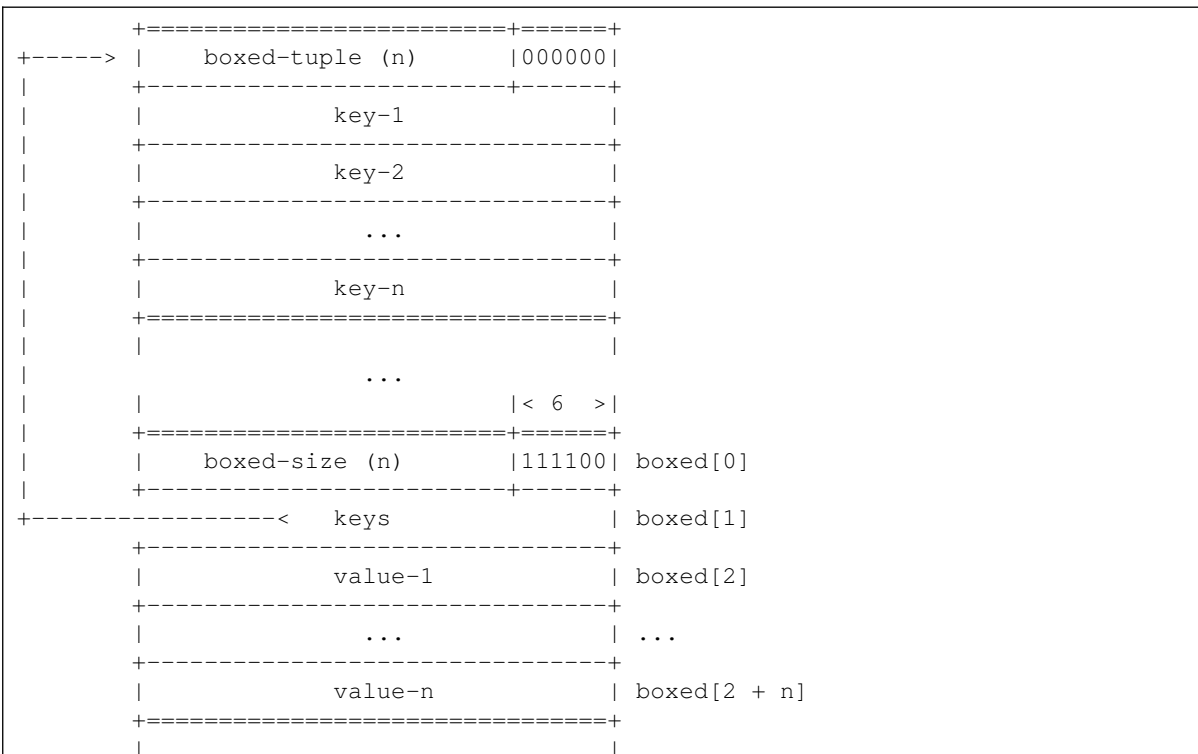 +=========================+======+
+-----> |    boxed-tuple (n)      |000000|
|       +-------------------------+------+
|       |             key-1              |
|       +--------------------------------+
|       |             key-2              |
|       +--------------------------------+
|       |               ...              |
|       +--------------------------------+
|       |             key-n              |
|       +================================+
|       |                                |
|                       ...
|       |                         |< 6  >|
|       +=========================+======+
|       |    boxed-size (n)       |111100| boxed[0]
|       +-------------------------+------+
+-----------------<   keys               | boxed[1]
        +--------------------------------+
        |             value-1            | boxed[2]
        +--------------------------------+
        |               ...              | ...
        +--------------------------------+
        |             value-n            | boxed[2 + n]
        +================================+
        |                                |